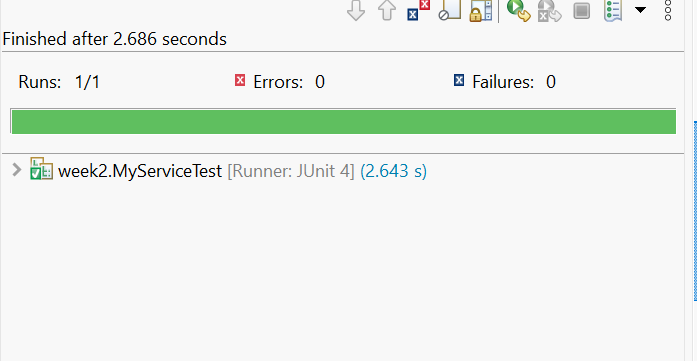 Finished after 2.686 seconds
Runs: 1/1 Errors: 0 Failures: 0
week2.MyServiceTest [Runner: JUnit 4] (2.643 s)